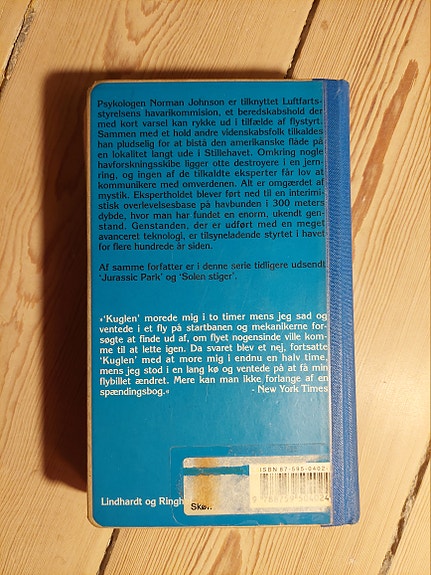 Psykologen Norman Johnson er tilknyttet Luftfarts-
styrelsens havarikommision, et beredskabshold der
med kort varsel kan rykke ud i tilfælde af flystyrt.
Sammen med et hold andre videnskabsfolk tilkaldes
han pludselig for at bistå den amerikanske flåde på
en lokalitet langt ude i Stillehavet. Omkring nogle
havforskningsskibe ligger otte destroyere i en jern-
ring, og ingen af de tilkaldte eksperter får lov at
kommunikere med omverdenen. Alt er omgærdet af
mystik. Ekspertholdet blever ført ned til en interimi-
stisk overlevelsesbase på havbunden i 300 meters
dybde, hvor man har fundet en enorm, ukendt gen-
stand. Genstanden, der er udført med en meget
avanceret teknologi, er tilsyneladende styrtet i havet
for flere hundrede år siden.
Af samme forfatter er i denne serie tidligere udsendt
'Jurassic Park' og 'Solen stiger'.
»'Kuglen' morede mig i to timer mens jeg sad og
ventede i et fly på startbanen og mekanikerne for-
søgte at finde ud af, om flyet nogensinde ville kom-
me til at lette igen. Da svaret blev et nej, fortsatte
'Kuglen' med at more mig i endnu en halv time,
mens jeg stod i en lang kø og ventede på at få min
flybillet ændret. Mere kan man ikke forlange af en
spændingsbog.«
- New York Times
ISBN 87-595-0402-
9 788759 504024
Lindhardt og Ringh
Skøn.